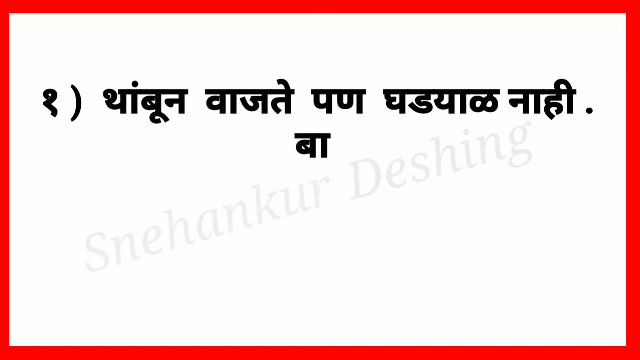 १ ) थांबून वाजते पण घडयाळ नाही .
बा
Snehankur Deshing